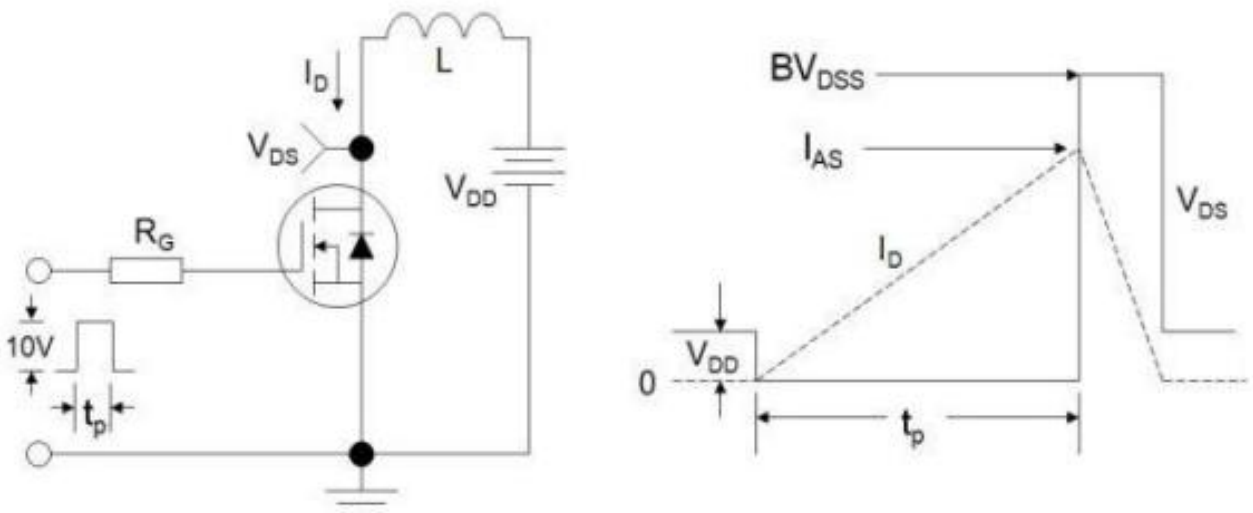 I_D
L
V_DS
V_DD
R_G
10V
t_p
BV_DSS
I_AS
V_DS
I_D
V_DD
0
t_p